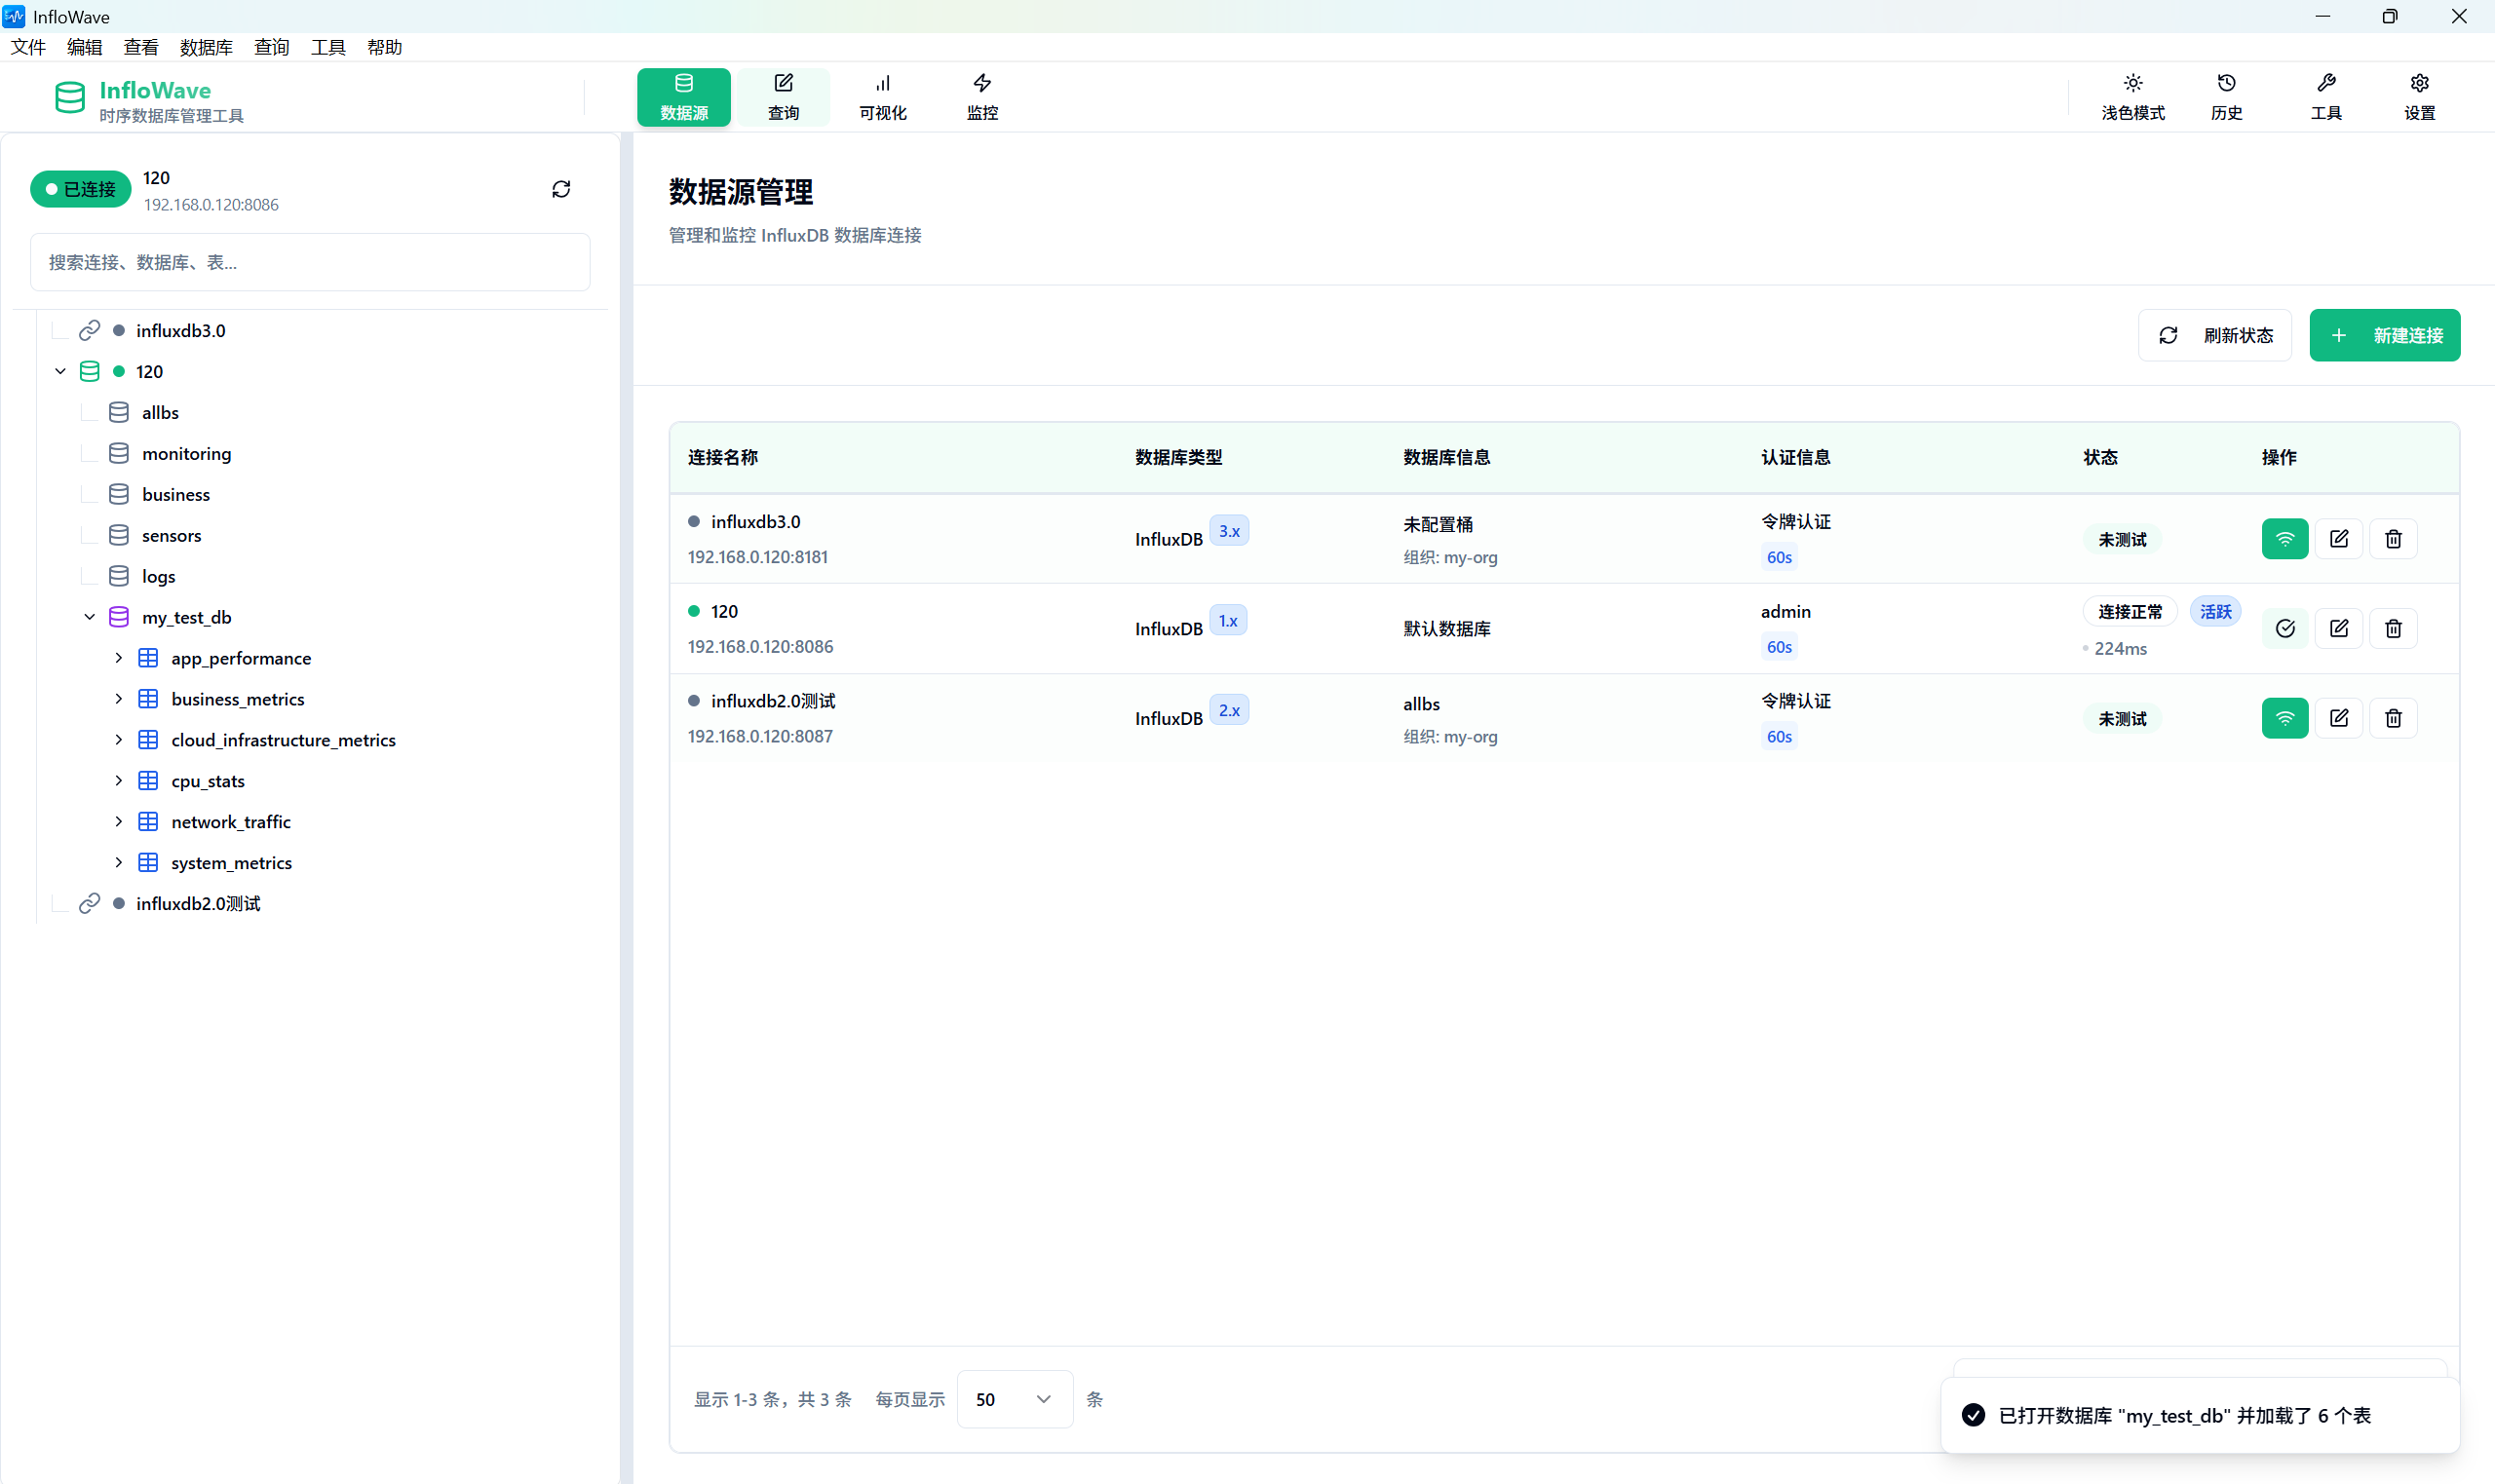 InfloWave
文件 编辑 查看 数据库 查询 工具 帮助
InfloWave
时序数据库管理工具
数据源 查询 可视化 监控
浅色模式 历史 工具 设置
已连接
120
192.168.0.120:8086
搜索连接、数据库、表...
influxdb3.0
120
allbs
monitoring
business
sensors
logs
my_test_db
app_performance
business_metrics
cloud_infrastructure_metrics
cpu_stats
network_traffic
system_metrics
influxdb2.0测试
数据源管理
管理和监控 InfluxDB 数据库连接
刷新状态 新建连接
连接名称 数据库类型 数据库信息 认证信息 状态 操作
influxdb3.0
192.168.0.120:8181
InfluxDB 3.x
未配置桶
组织: my-org
令牌认证
60s
未测试
120
192.168.0.120:8086
InfluxDB 1.x
默认数据库
admin
60s
连接正常 活跃
224ms
influxdb2.0测试
192.168.0.120:8087
InfluxDB 2.x
allbs
组织: my-org
令牌认证
60s
未测试
显示 1-3 条，共 3 条 每页显示 50 条
已打开数据库 "my_test_db" 并加载了 6 个表